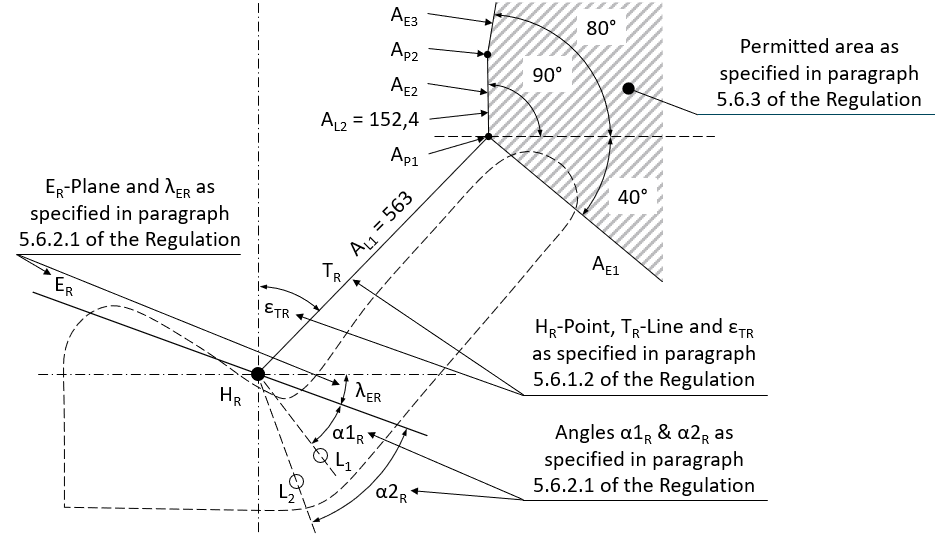 A_E3
80°
A_P2
Permitted area as
specified in paragraph
5.6.3 of the Regulation
90°
A_E2
A_L2 = 152,4
A_P1
E_R-Plane and λ_ER as
specified in paragraph
5.6.2.1 of the Regulation
40°
A_L1 = 563
A_E1
T_R
E_R
ε_TR
H_R-Point, T_R-Line and ε_TR
as specified in paragraph
5.6.1.2 of the Regulation
H_R
λ_ER
α1_R
Angles α1_R & α2_R as
specified in paragraph
5.6.2.1 of the Regulation
L_1
L_2
α2_R